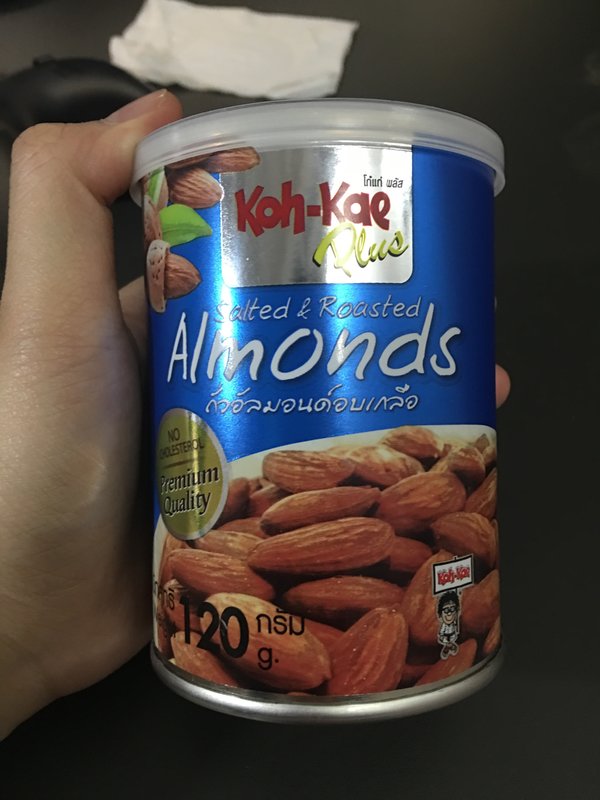 โก๋แก่ พลัส
Koh-Kae
Plus
Salted & Roasted
Almonds
ถั่วอัลมอนด์อบเกลือ
NO
CHOLESTEROL
Premium
Quality
Koh-Kae
120 กรัม
g.